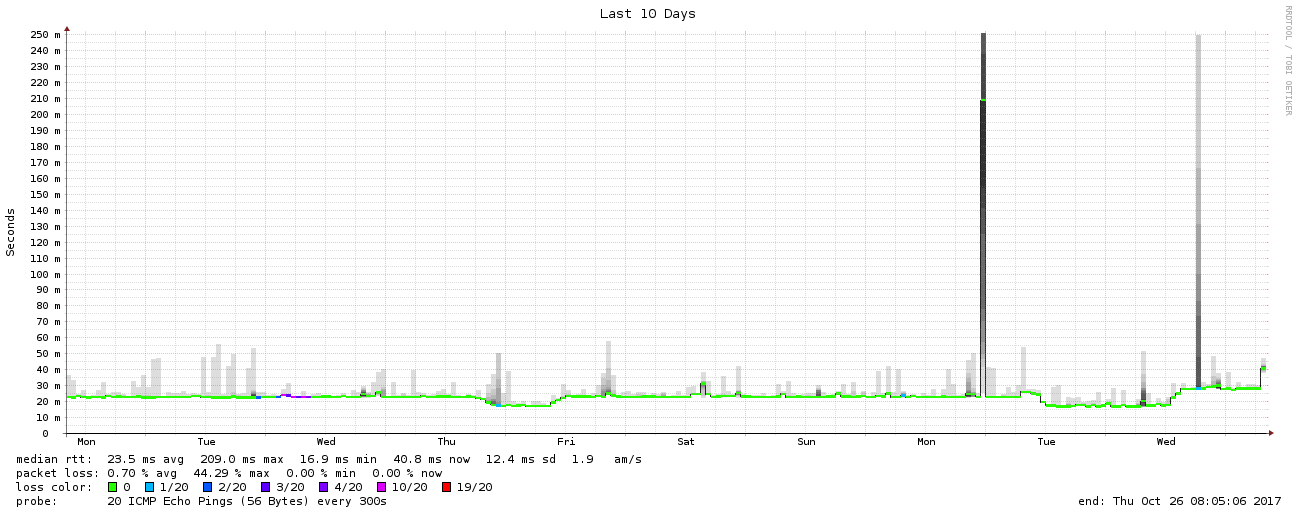 Last 10 Days
RRDTOOL / TOBI OETIKER
Seconds
250 m
240 m
230 m
220 m
210 m
200 m
190 m
180 m
170 m
160 m
150 m
140 m
130 m
120 m
110 m
100 m
90 m
80 m
70 m
60 m
50 m
40 m
30 m
20 m
10 m
0
Mon Tue Wed Thu Fri Sat Sun Mon Tue Wed
median rtt: 23.5 ms avg 209.0 ms max 16.9 ms min 40.8 ms now 12.4 ms sd 1.9 am/s
packet loss: 0.70 % avg 44.29 % max 0.00 % min 0.00 % now
loss color: 0 1/20 2/20 3/20 4/20 10/20 19/20
probe: 20 ICMP Echo Pings (56 Bytes) every 300s end: Thu Oct 26 08:05:06 2017